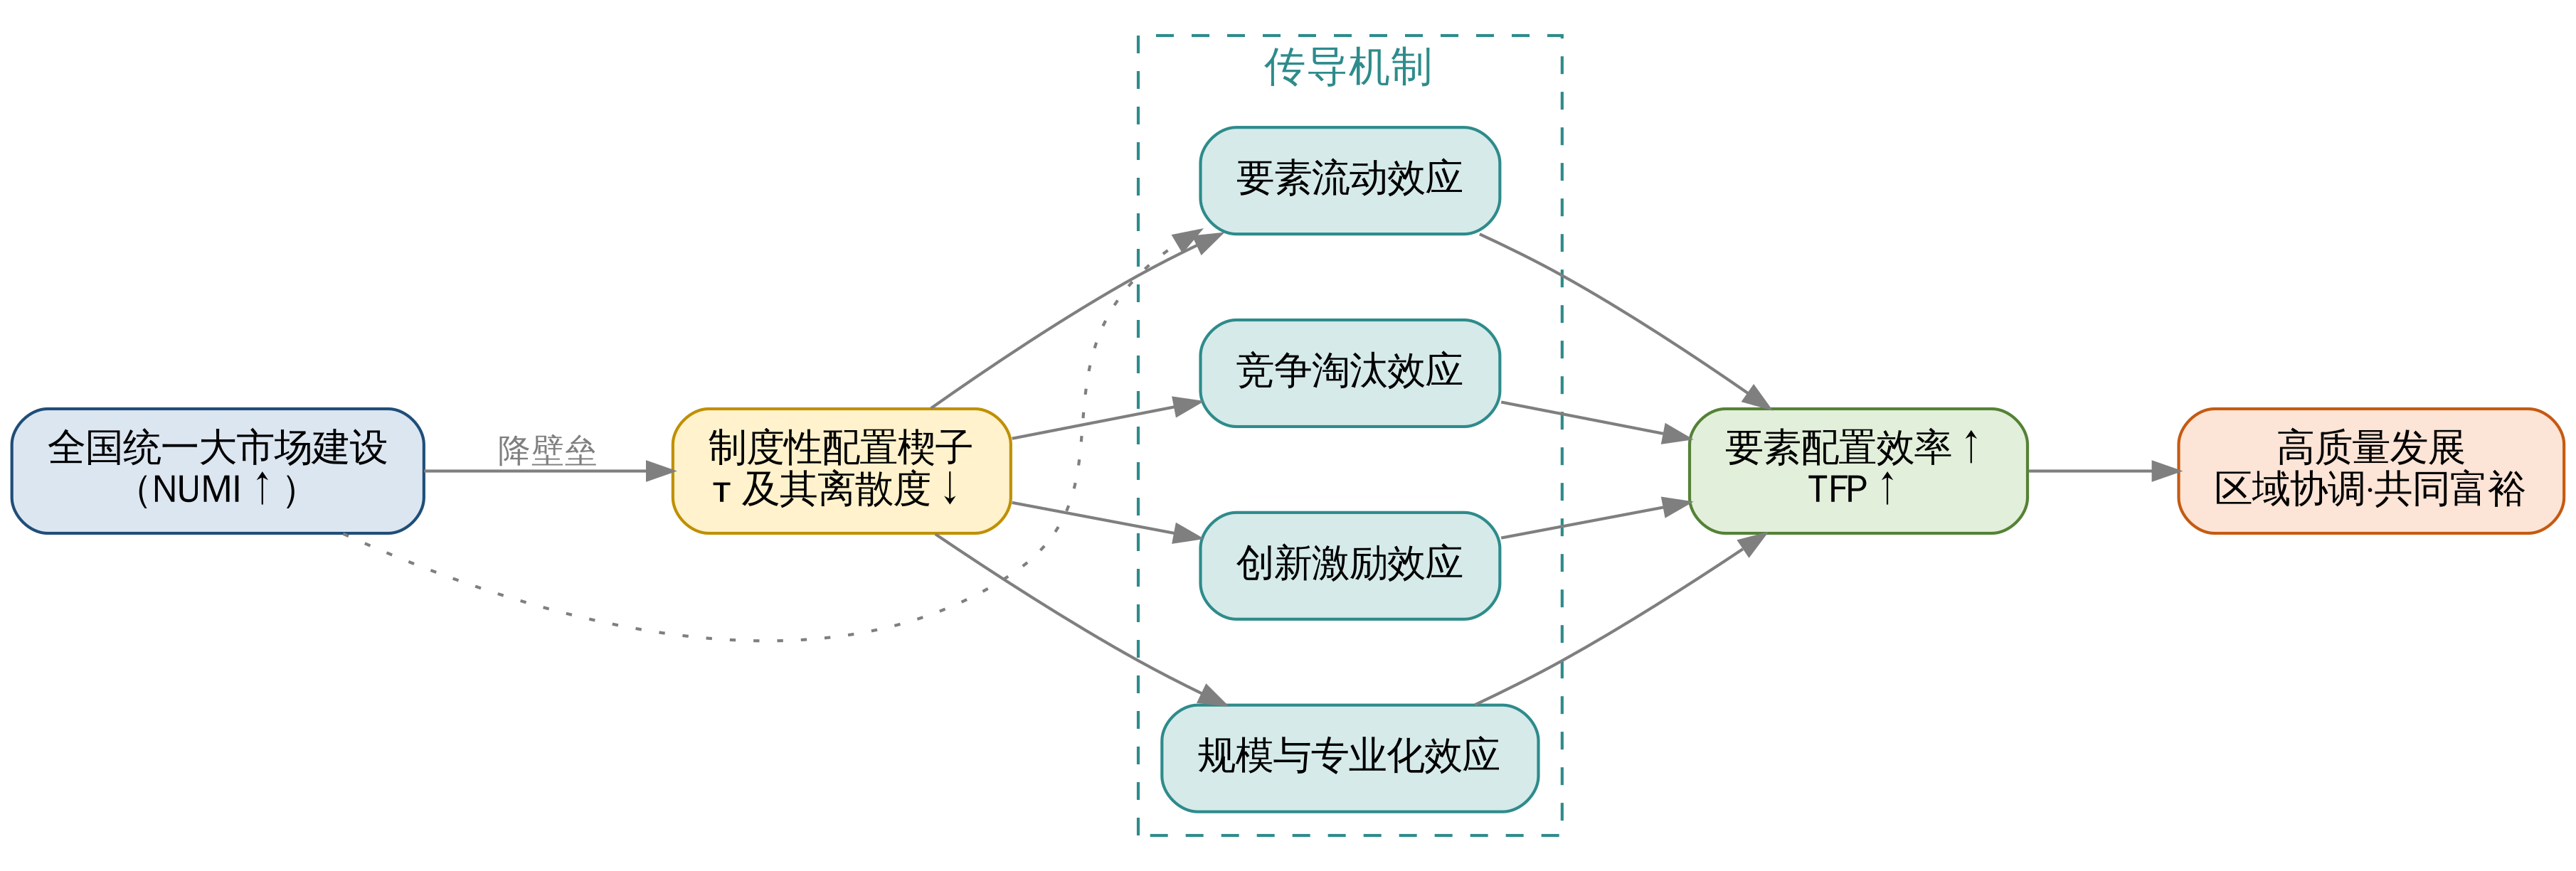 传导机制
要素流动效应
竞争淘汰效应
全国统一大市场建设
（NUMI↑）
降壁垒
制度性配置楔子
τ 及其离散度↓
要素配置效率↑
TFP↑
高质量发展
区域协调·共同富裕
创新激励效应
规模与专业化效应